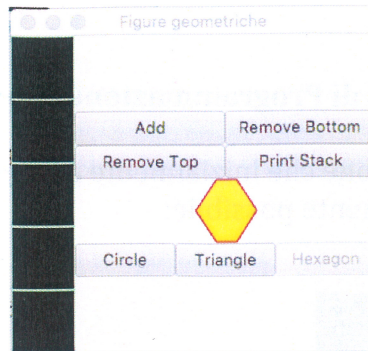 Figure geometriche
Add Remove Bottom
Remove Top Print Stack
Circle Triangle Hexagon